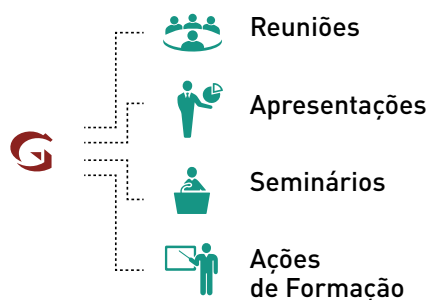 G
Reuniões
Apresentações
Seminários
Ações
de Formação